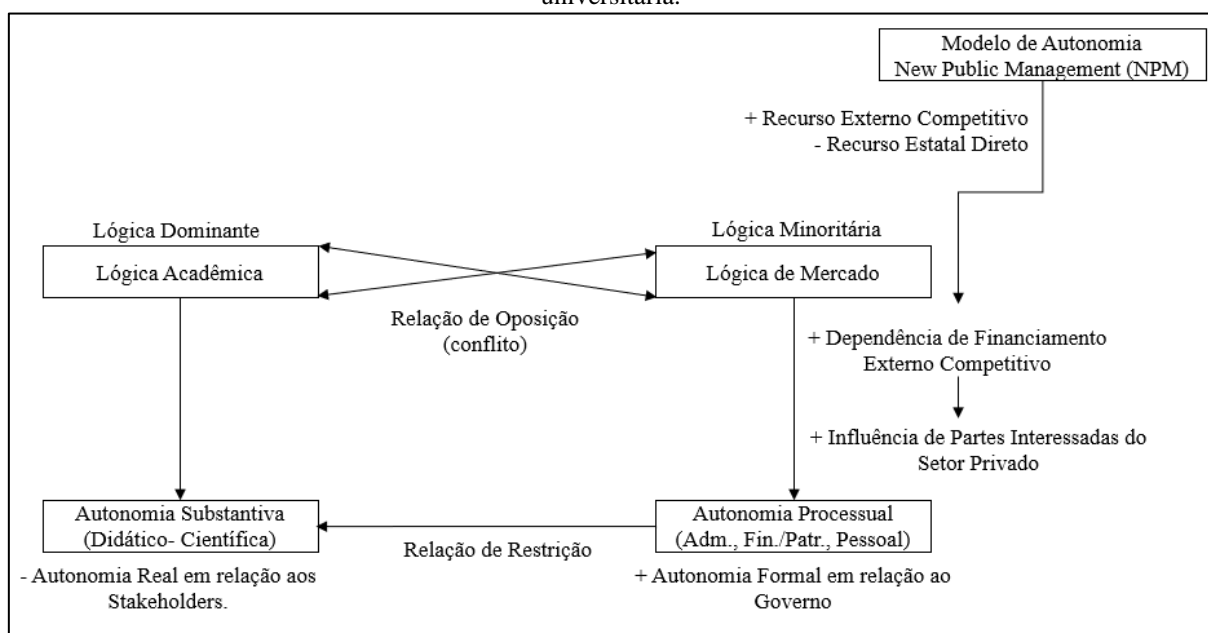 universitária.
Modelo de Autonomia
New Public Management (NPM)
+ Recurso Externo Competitivo
- Recurso Estatal Direto
Lógica Dominante
Lógica Minoritária
Lógica Acadêmica
Lógica de Mercado
Relação de Oposição
(conflito)
+ Dependência de Financiamento
Externo Competitivo
+ Influência de Partes Interessadas do
Setor Privado
Autonomia Substantiva
(Didático- Científica)
Relação de Restrição
Autonomia Processual
(Adm., Fin./Patr., Pessoal)
- Autonomia Real em relação aos
Stakeholders.
+ Autonomia Formal em relação ao
Governo